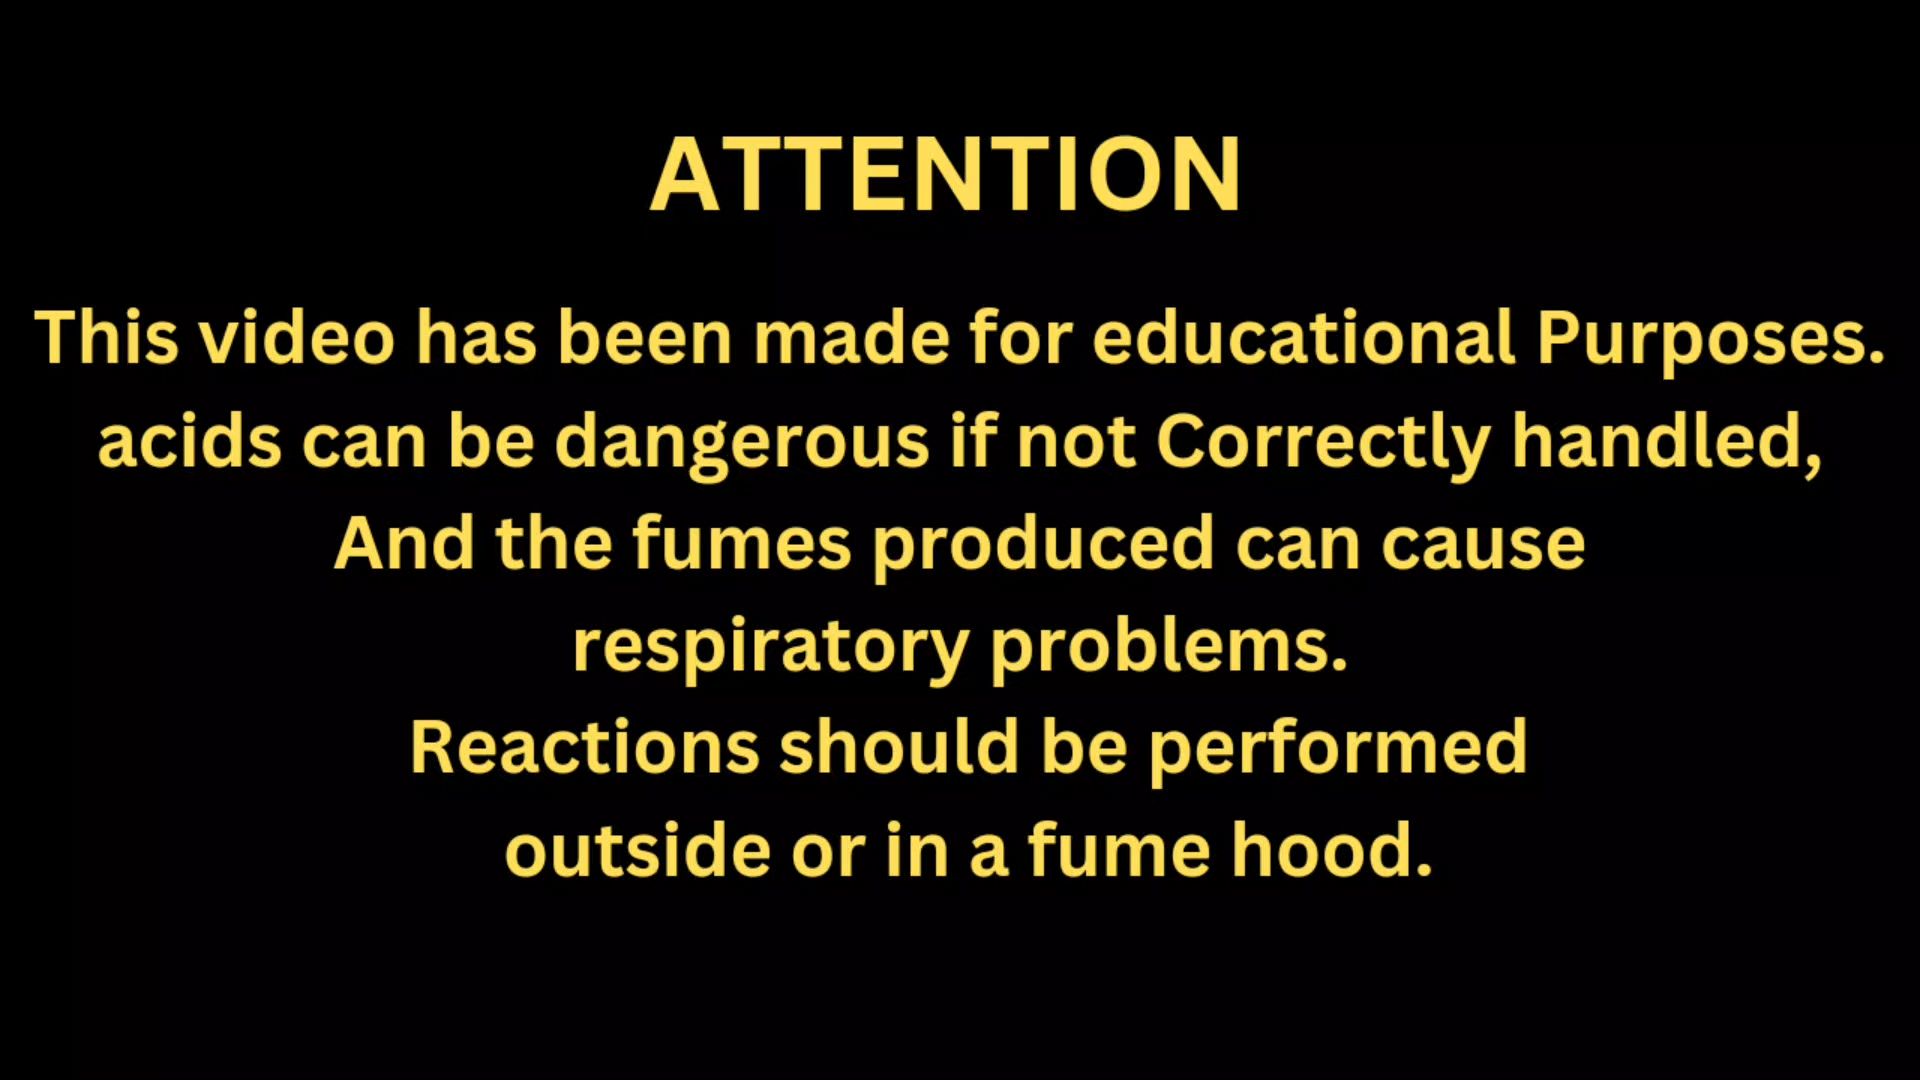 ATTENTION
This video has been made for educational Purposes.
acids can be dangerous if not Correctly handled,
And the fumes produced can cause
respiratory problems.
Reactions should be performed
outside or in a fume hood.